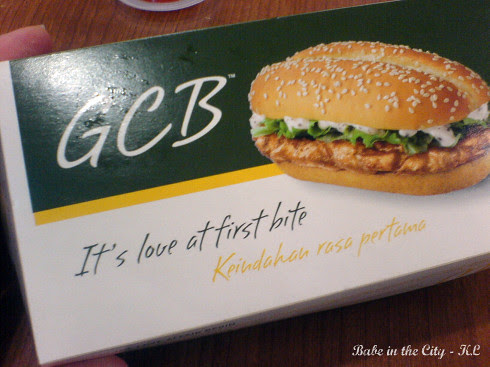 GCB™
It's love at first bite
Keindahan rasa pertama
Babe in the City - KL